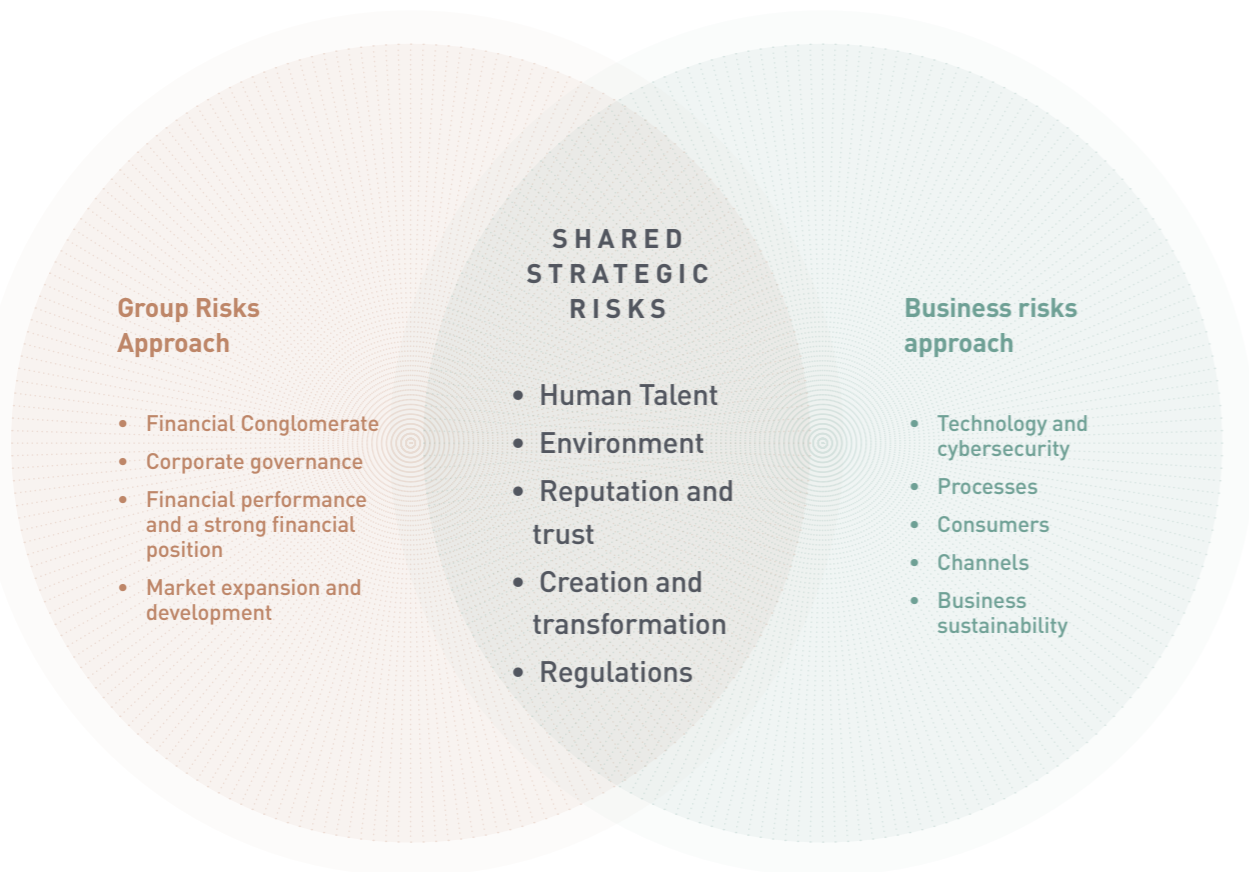 Group Risks
Approach
• Financial Conglomerate
• Corporate governance
• Financial performance
and a strong financial
position
• Market expansion and
development
SHARED
STRATEGIC
RISKS
• Human Talent
• Environment
• Reputation and
trust
• Creation and
transformation
• Regulations
Business risks
approach
• Technology and
cybersecurity
• Processes
• Consumers
• Channels
• Business
sustainability